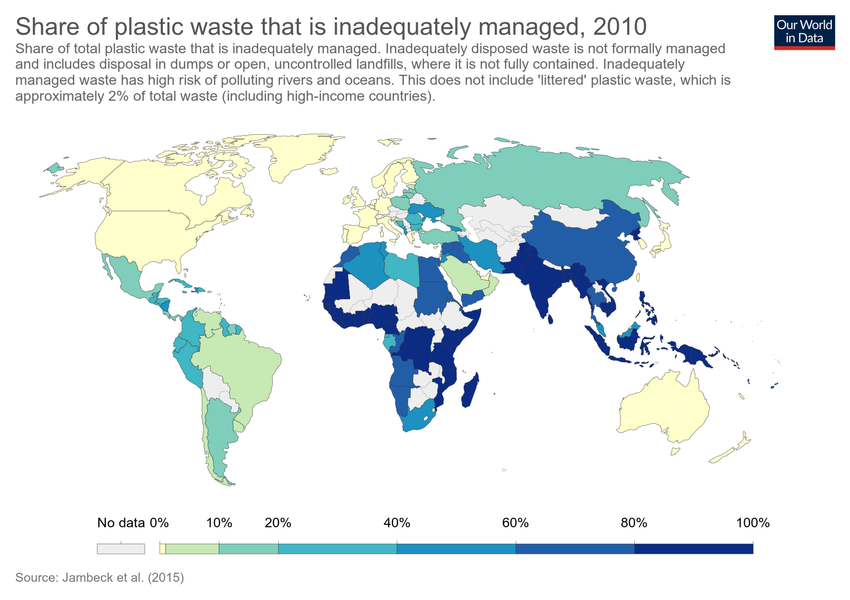 Share of plastic waste that is inadequately managed, 2010
Our World
in Data
Share of total plastic waste that is inadequately managed. Inadequately disposed waste is not formally managed
and includes disposal in dumps or open, uncontrolled landfills, where it is not fully contained. Inadequately
managed waste has high risk of polluting rivers and oceans. This does not include 'littered' plastic waste, which is
approximately 2% of total waste (including high-income countries).
No data 0% 10% 20% 40% 60% 80% 100%
Source: Jambeck et al. (2015)